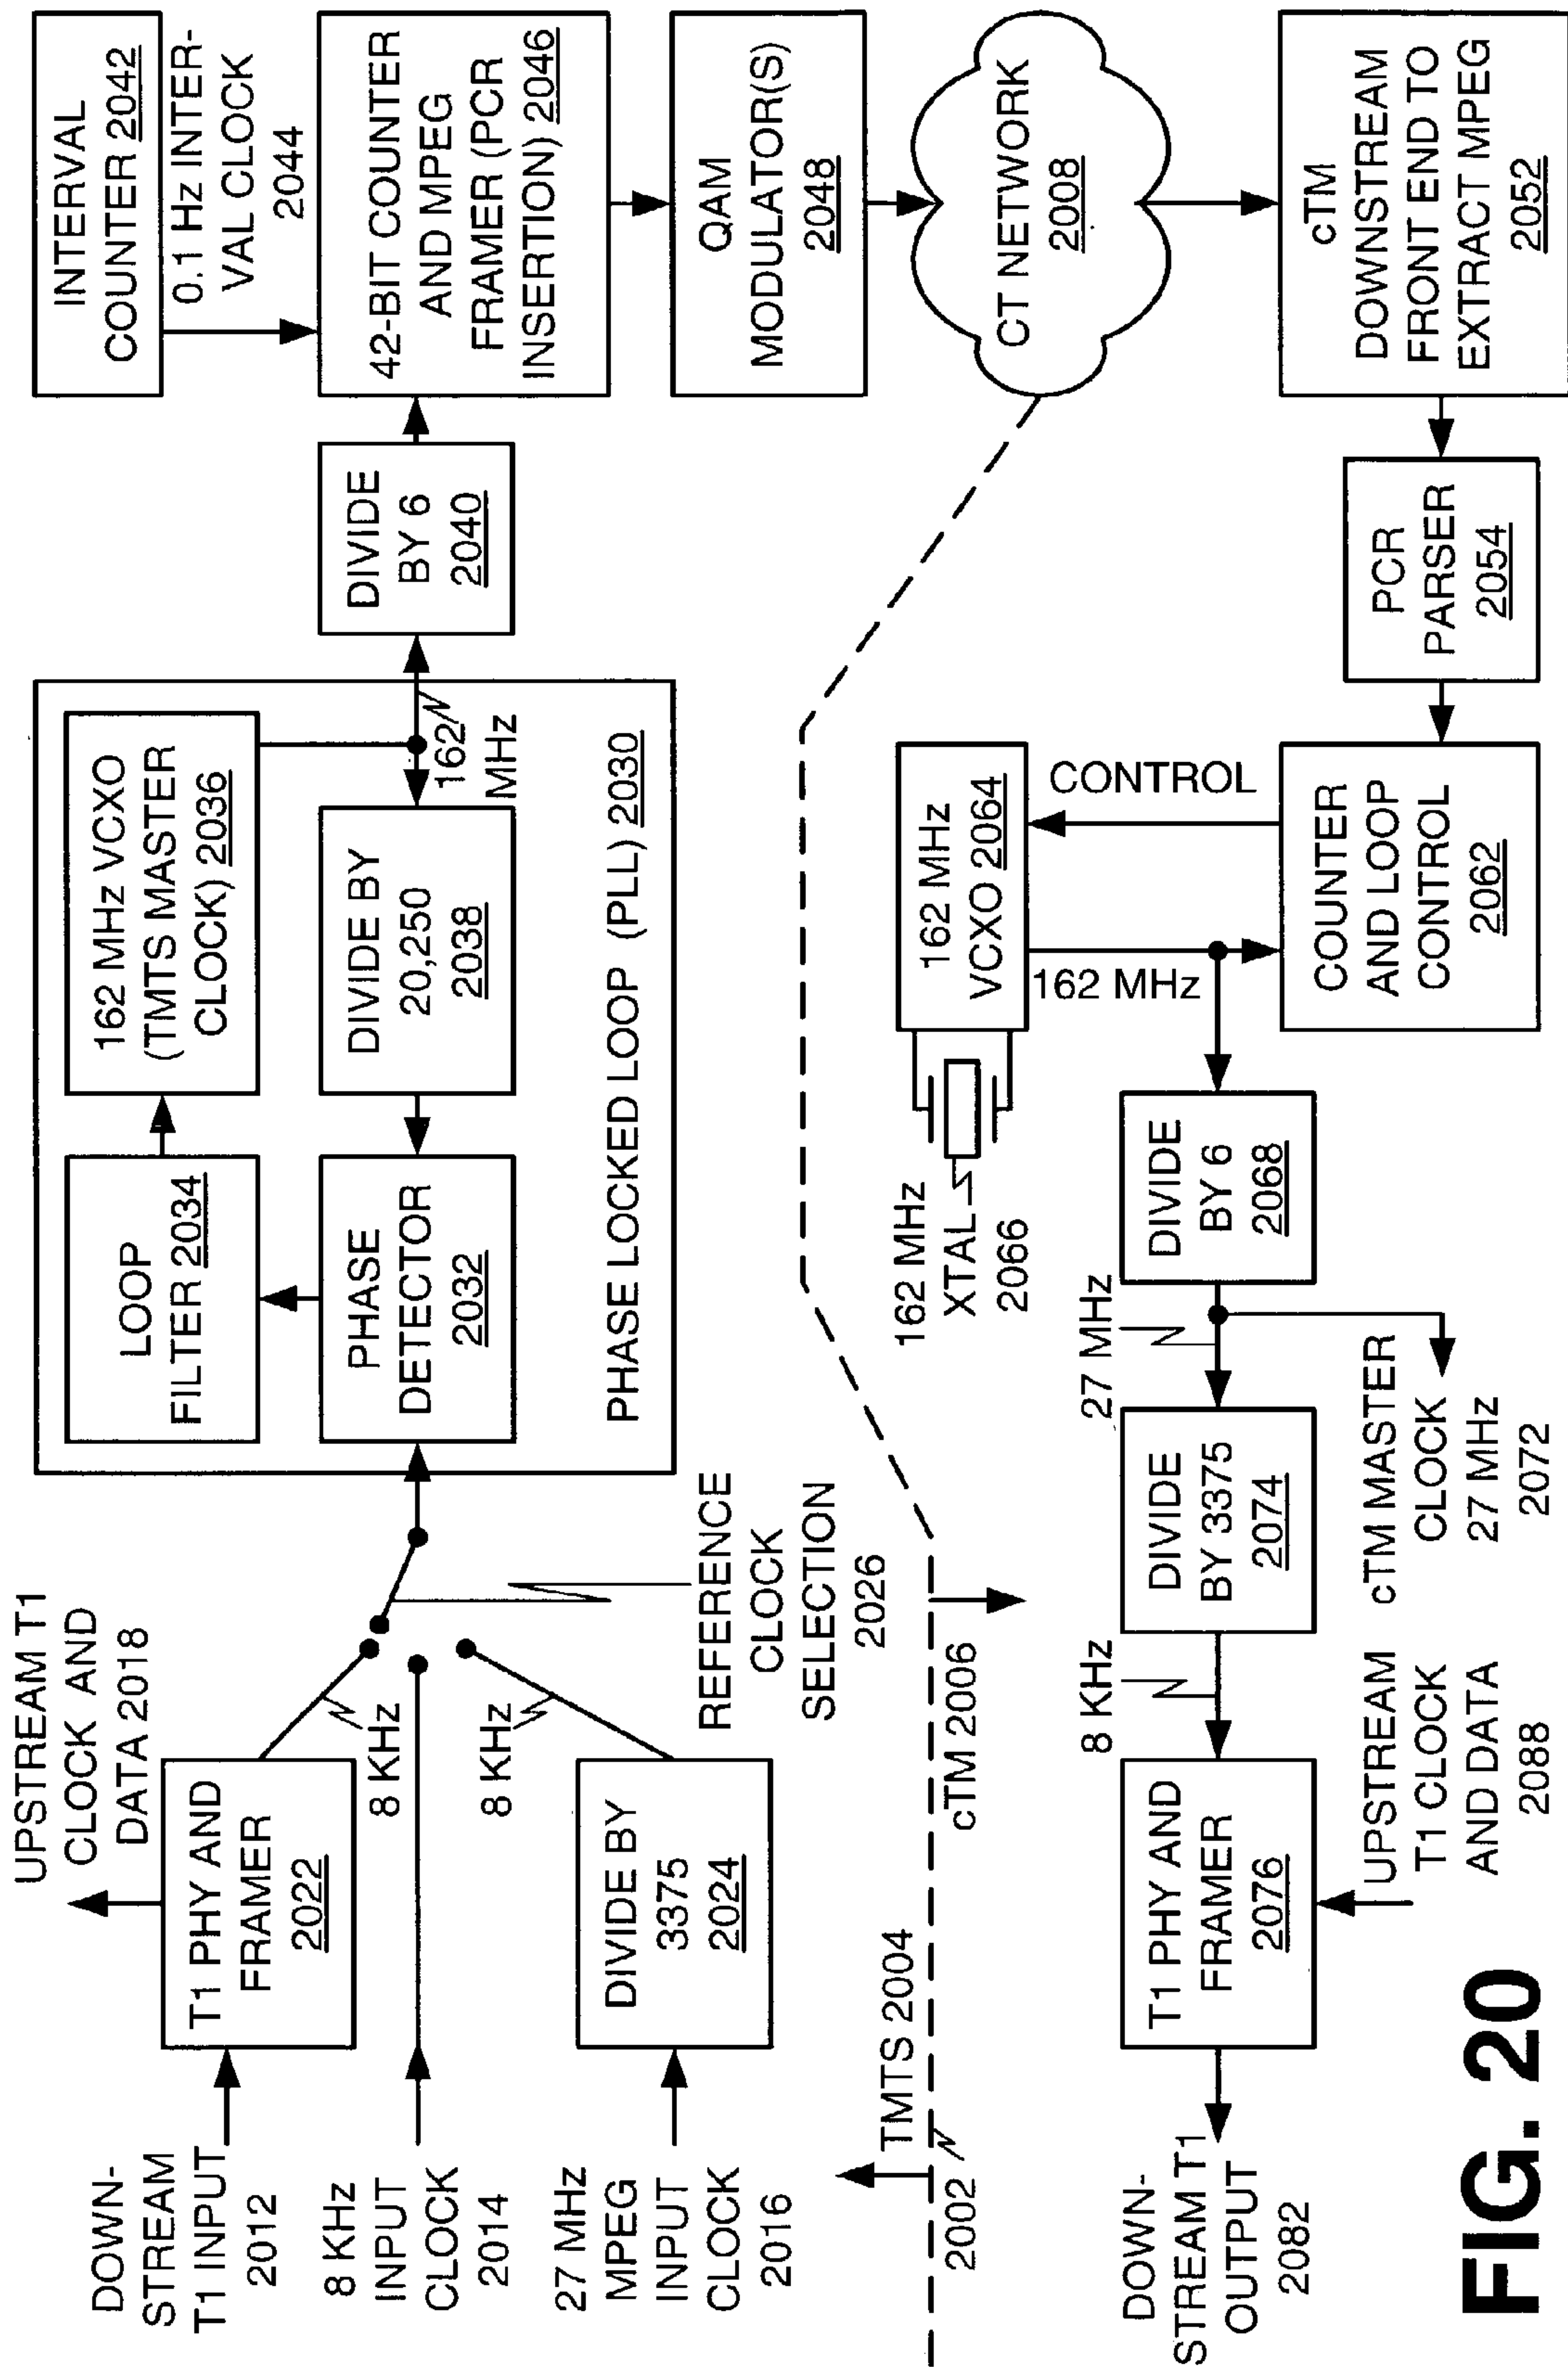 DOWN-
STREAM
T1 INPUT
2012
8 KHz
INPUT
CLOCK
2014
27 MHz
MPEG
INPUT
CLOCK
2016
UPSTREAM T1
CLOCK AND
DATA 2018
T1 PHY AND
FRAMER
2022
8 KHz
8 KHz
DIVIDE BY
3375
2024
REFERENCE
CLOCK
SELECTION
2026
LOOP
FILTER 2034
162 MHz VCXO
(TMTS MASTER
CLOCK) 2036
PHASE
DETECTOR
2032
DIVIDE BY
20,250
2038
162
MHz
PHASE LOCKED LOOP (PLL) 2030
DIVIDE
BY 6
2040
INTERVAL
COUNTER 2042
0.1 Hz INTER-
VAL CLOCK
2044
42-BIT COUNTER
AND MPEG
FRAMER (PCR
INSERTION) 2046
QAM
MODULATOR(S)
2048
CT NETWORK
2008
TMTS 2004
2002
cTM 2006
cTM
DOWNSTREAM
FRONT END TO
EXTRACT MPEG
2052
PCR
PARSER
2054
COUNTER
AND LOOP
CONTROL
2062
CONTROL
162 MHz
VCXO 2064
162 MHz
162 MHz
XTAL
2066
DIVIDE
BY 6
2068
27 MHz
cTM MASTER
CLOCK
27 MHz
2072
DIVIDE
BY 3375
2074
8 KHz
T1 PHY AND
FRAMER
2076
UPSTREAM
T1 CLOCK
AND DATA
2088
DOWN-
STREAM T1
OUTPUT
2082
FIG. 20